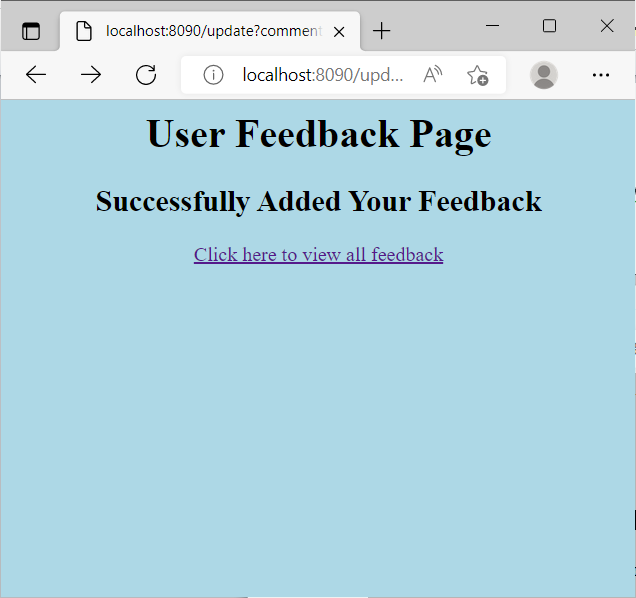 localhost:8090/update?comment
localhost:8090/upd...
User Feedback Page
Successfully Added Your Feedback
Click here to view all feedback